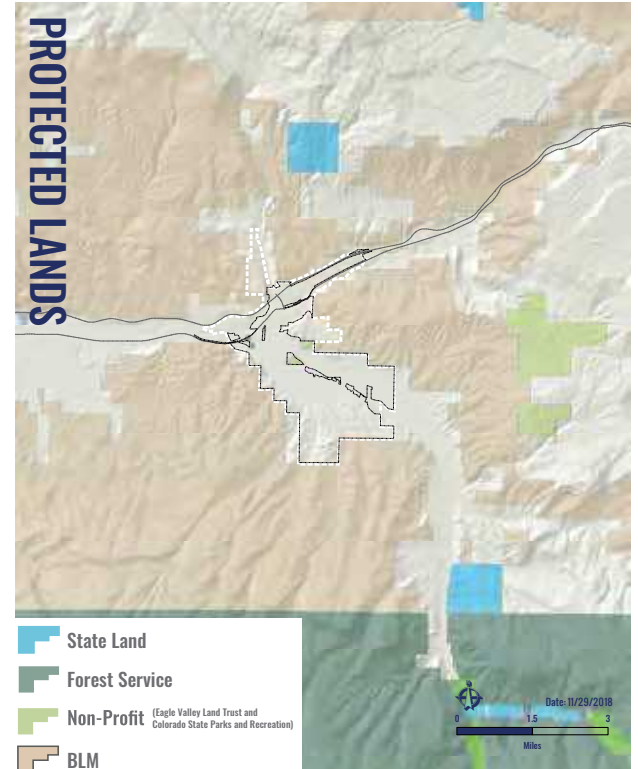 PROTECTED LANDS
State Land
Forest Service
Non-Profit (Eagle Valley Land Trust and
Colorado State Parks and Recreation)
BLM
Date: 11/29/2018
0 1.5 3
Miles